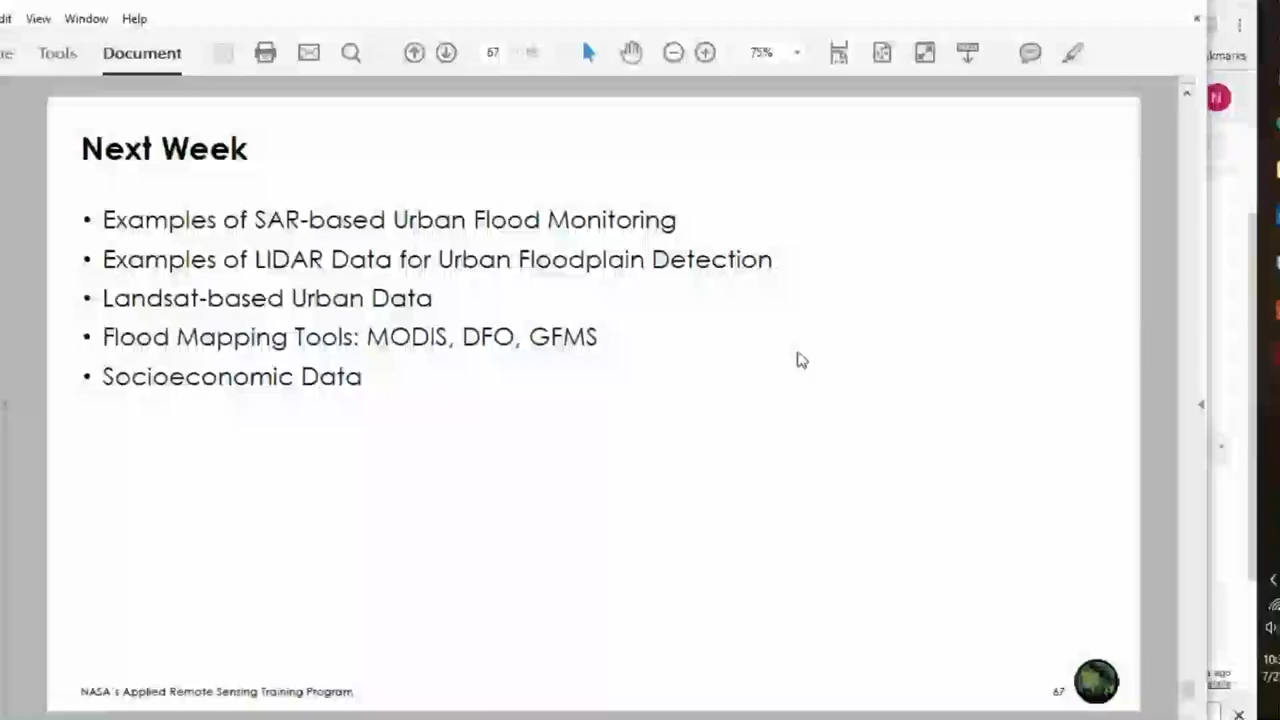 View Window Help
Tools Document 67 75%
kmarks
N
Next Week
• Examples of SAR-based Urban Flood Monitoring
• Examples of LIDAR Data for Urban Floodplain Detection
• Landsat-based Urban Data
• Flood Mapping Tools: MODIS, DFO, GFMS
• Socioeconomic Data
NASA's Applied Remote Sensing Training Program
67
ago